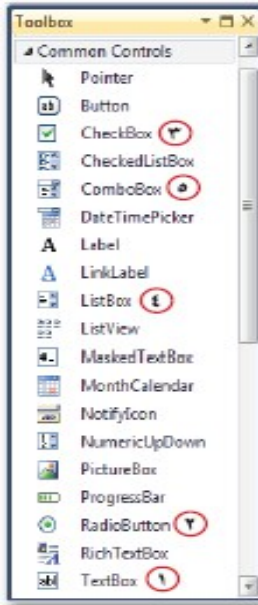 Toolbox
Common Controls
Pointer
Button
CheckBox ٣
CheckedListBox
ComboBox ٥
DateTimePicker
Label
LinkLabel
ListBox ٤
ListView
MaskedTextBox
MonthCalendar
NotifyIcon
NumericUpDown
PictureBox
ProgressBar
RadioButton ٢
RichTextBox
TextBox ١